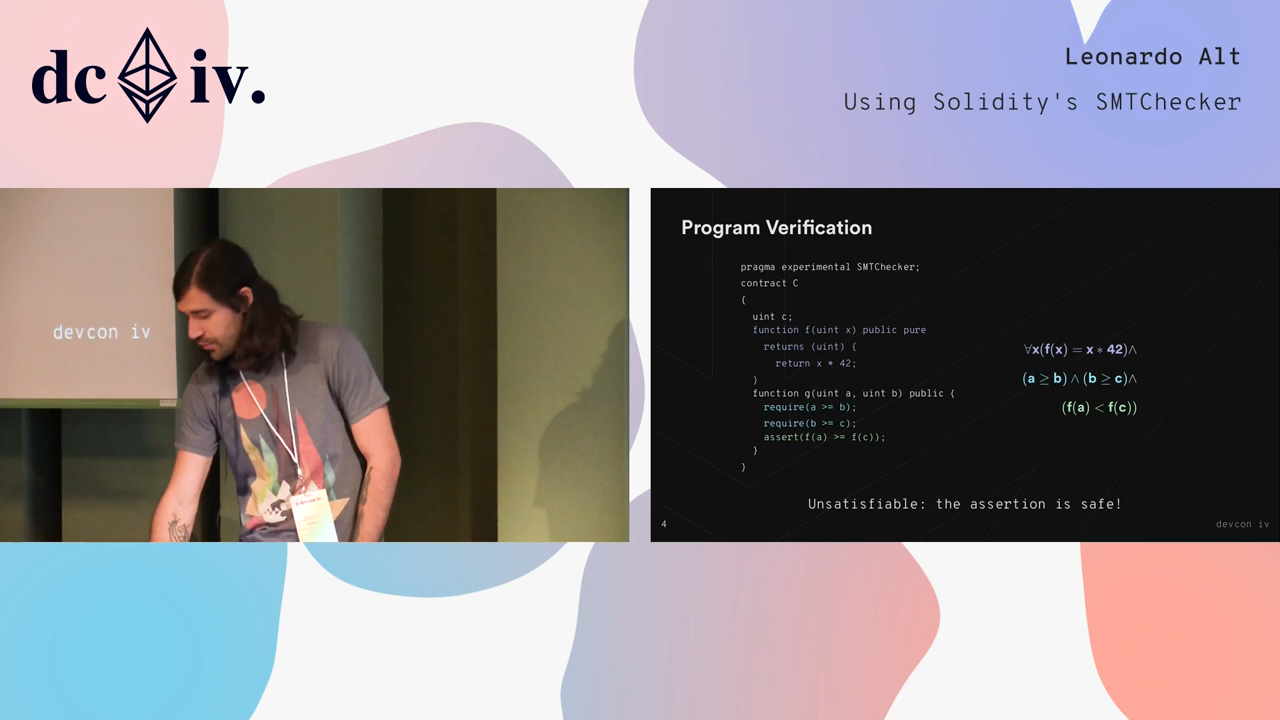 dc iv.
Leonardo Alt
Using Solidity's SMTChecker
devcon iv
Program Verification
pragma experimental SMTChecker;
contract C
{
uint c;
function f(uint x) public pure
returns (uint) {
return x * 42;
}
function g(uint a, uint b) public {
require(a >= b);
require(b >= c);
assert(f(a) >= f(c));
}
}
∀x(f(x) = x ∗ 42)∧
(a ≥ b) ∧ (b ≥ c)∧
(f(a) < f(c))
Unsatisfiable: the assertion is safe!
4
devcon iv